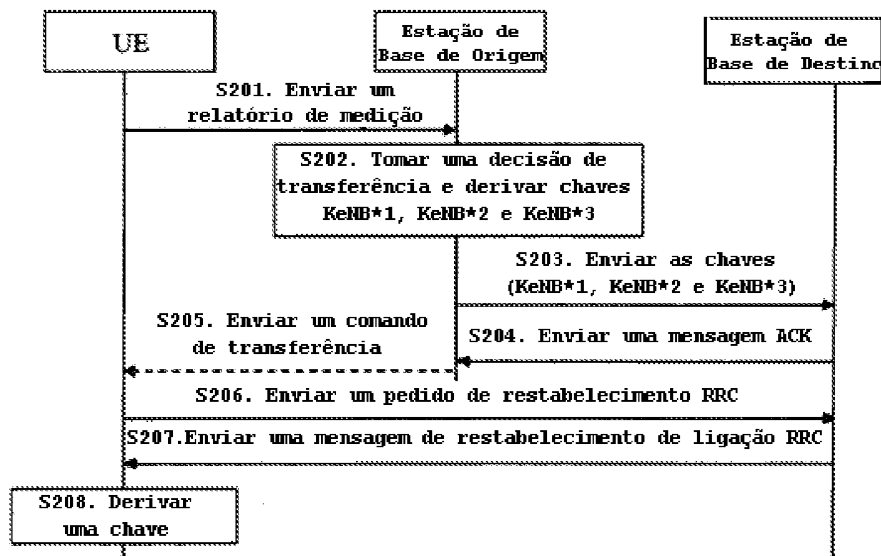 UE
Estação de
Base de Origem
Estação de
Base de Destinc
S201. Enviar um
relatório de medição
S202. Tomar uma decisão de
transferência e derivar chaves
KeNB*1, KeNB*2 e KeNB*3
S203. Enviar as chaves
(KeNB*1, KeNB*2 e KeNB*3)
S205. Enviar um comando
de transferência
S204. Enviar uma mensagem ACK
S206. Enviar um pedido de restabelecimento RRC
S207.Enviar uma mensagem de restabelecimento de ligação RRC
S208. Derivar
uma chave